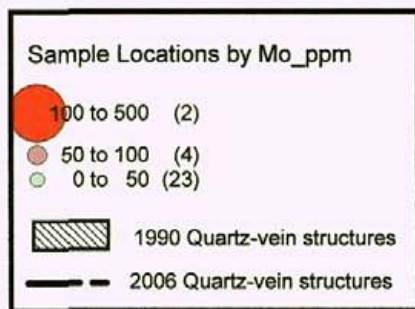 Sample Locations by Mo_ppm
100 to 500 (2)
50 to 100 (4)
0 to 50 (23)
1990 Quartz-vein structures
2006 Quartz-vein structures